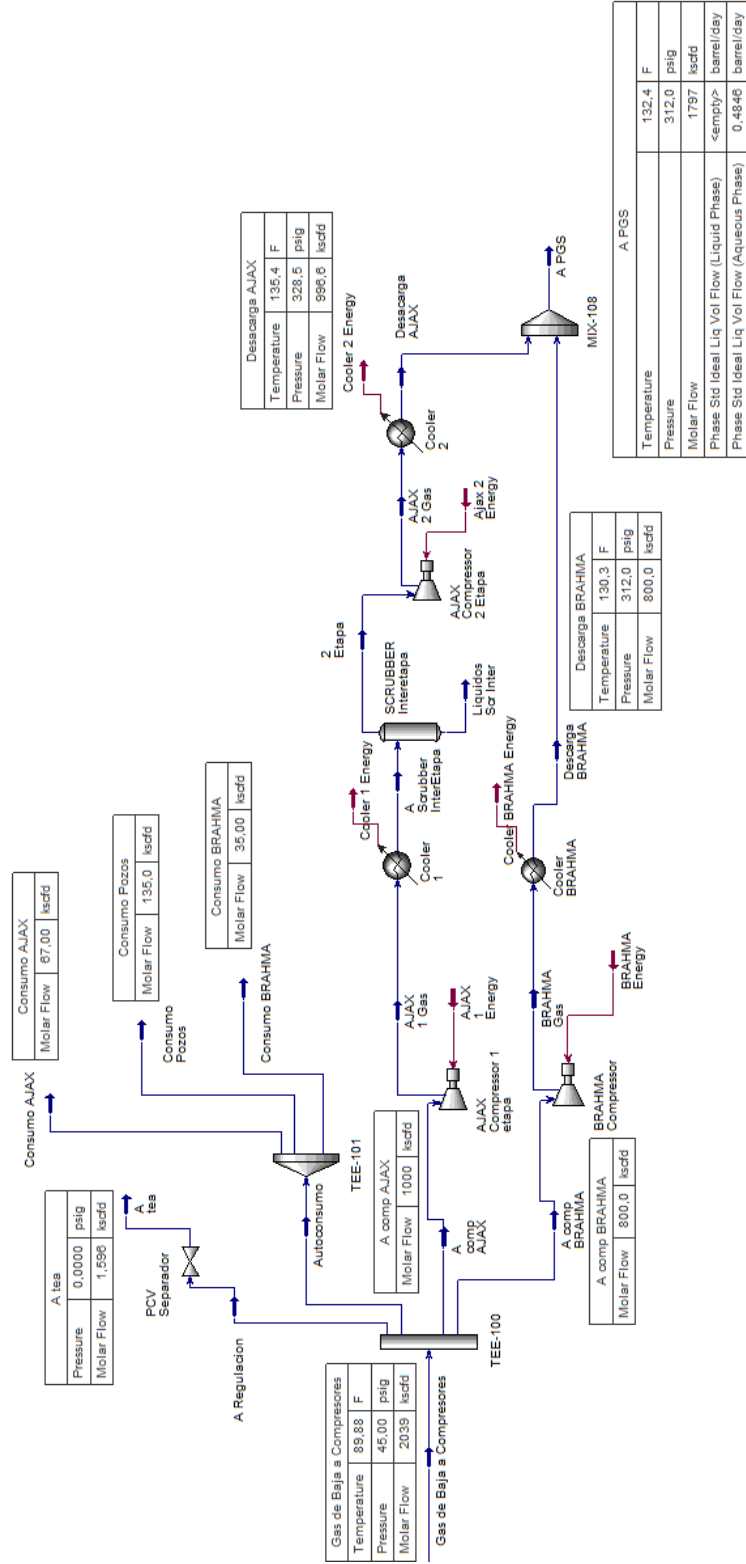 A tea
Pressure 0,0000 psig
Molar Flow 1,596 kscfd
Consumo AJAX
Molar Flow 67,00 kscfd
Consumo Pozos
Molar Flow 135,0 kscfd
Consumo BRAHMA
Molar Flow 35,00 kscfd
Consumo AJAX
A
tea
PCV
Separador
A Regulacion
Consumo
Pozos
Consumo BRAHMA
Autoconsumo
TEE-101
Gas de Baja a Compresores
Temperature 89,88 F
Pressure 45,00 psig
Molar Flow 2039 kscfd
Gas de Baja a Compresores
TEE-100
A comp AJAX
Molar Flow 1000 kscfd
A
comp
AJAX
AJAX
Compressor 1
etapa
AJAX
1 Energy
AJAX
1 Gas
Cooler 1 Energy
Cooler
1
A
Scrubber
InterEtapa
SCRUBBER
Interetapa
Liquidos
Scr Inter
2
Etapa
AJAX
Compressor
2 Etapa
Ajax 2
Energy
AJAX
2 Gas
Cooler 2 Energy
Cooler
2
Desacarga
AJAX
Desacarga AJAX
Temperature 135,4 F
Pressure 328,5 psig
Molar Flow 996,6 kscfd
A comp BRAHMA
Molar Flow 800,0 kscfd
A comp
BRAHMA
BRAHMA
Compressor
BRAHMA
Energy
BRAHMA
Gas
Cooler BRAHMA Energy
Cooler
BRAHMA
Descarga
BRAHMA
Descarga BRAHMA
Temperature 130,3 F
Pressure 312,0 psig
Molar Flow 800,0 kscfd
MIX-108
A PGS
A PGS
Temperature 132,4 F
Pressure 312,0 psig
Molar Flow 1797 kscfd
Phase Std Ideal Liq Vol Flow (Liquid Phase) <empty> barrel/day
Phase Std Ideal Liq Vol Flow (Aqueous Phase) 0,4846 barrel/day